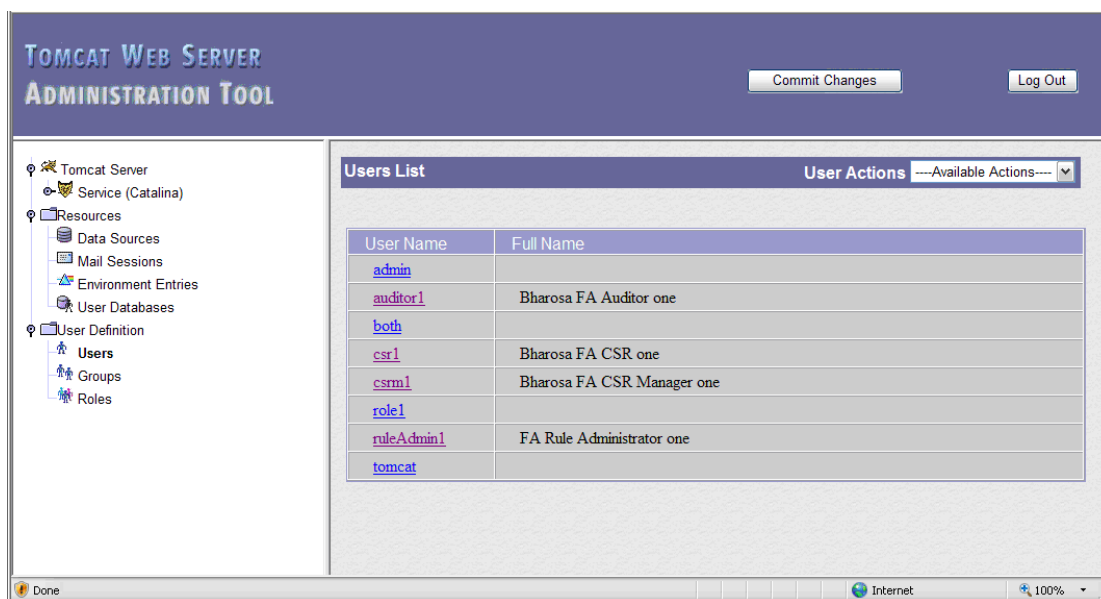 TOMCAT WEB SERVER
ADMINISTRATION TOOL
Commit Changes
Log Out
Tomcat Server
Service (Catalina)
Resources
Data Sources
Mail Sessions
Environment Entries
User Databases
User Definition
Users
Groups
Roles
Users List
User Actions ----Available Actions----
User Name Full Name
admin
auditor1 Bharosa FA Auditor one
both
csr1 Bharosa FA CSR one
csrm1 Bharosa FA CSR Manager one
role1
ruleAdmin1 FA Rule Administrator one
tomcat
Done
Internet
100%